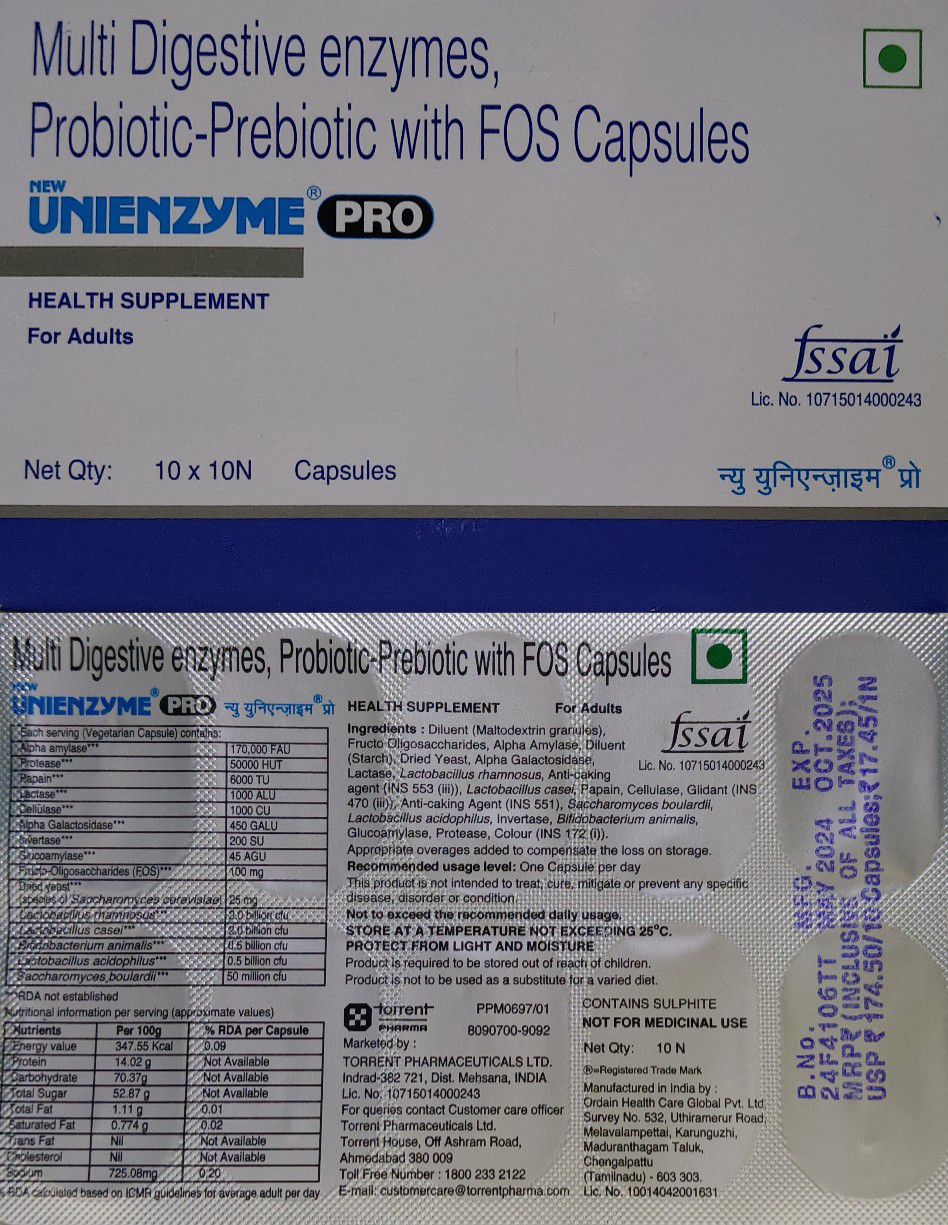 Multi Digestive enzymes,
Probiotic-Prebiotic with FOS Capsules
NEW
UNIENZYME® PRO
HEALTH SUPPLEMENT
For Adults
fssai
Lic. No. 10715014000243
Net Qty: 10 x 10N Capsules
न्यु युनिएन्ज़ाइम® प्रो
Multi Digestive enzymes, Probiotic-Prebiotic with FOS Capsules
NEW
UNIENZYME® PRO न्यु युनिएन्ज़ाइम® प्रो
Each serving (Vegetarian Capsule) contains:
Alpha amylase*** 170,000 FAU
Protease*** 50000 HUT
Papain*** 6000 TU
Lactase*** 1000 ALU
Cellulase*** 1000 CU
Alpha Galactosidase*** 450 GALU
Invertase*** 200 SU
Glucoamylase*** 45 AGU
Fructo-Oligosaccharides (FOS)*** 100 mg
Dried yeast***
(species of Saccharomyces cerevisiae) 25 mg
Lactobacillus rhamnosus*** 2.0 billion cfu
Lactobacillus casei*** 2.0 billion cfu
Bifidobacterium animalis*** 0.5 billion cfu
Lactobacillus acidophilus*** 0.5 billion cfu
Saccharomyces boulardii*** 50 million cfu
***RDA not established
Nutritional information per serving (approximate values)
Nutrients Per 100g % RDA per Capsule
Energy value 347.55 Kcal 0.09
Protein 14.02 g Not Available
Carbohydrate 70.37g Not Available
Total Sugar 52.87 g Not Available
Total Fat 1.11 g 0.01
Saturated Fat 0.774 g 0.02
Trans Fat Nil Not Available
Cholesterol Nil Not Available
Sodium 725.08mg 0.20
% RDA calculated based on ICMR guidelines for average adult per day
HEALTH SUPPLEMENT For Adults
Ingredients : Diluent (Maltodextrin granules),
Fructo Oligosaccharides, Alpha Amylase, Diluent
(Starch), Dried Yeast, Alpha Galactosidase,
Lactase, Lactobacillus rhamnosus, Anti-caking
agent (INS 553 (iii)), Lactobacillus casei, Papain, Cellulase, Glidant (INS
470 (iii)), Anti-caking Agent (INS 551), Saccharomyces boulardii,
Lactobacillus acidophilus, Invertase, Bifidobacterium animalis,
Glucoamylase, Protease, Colour (INS 172 (i)).
Appropriate overages added to compensate the loss on storage.
Recommended usage level: One Capsule per day
This product is not intended to treat, cure, mitigate or prevent any specific
disease, disorder or condition.
Not to exceed the recommended daily usage.
STORE AT A TEMPERATURE NOT EXCEEDING 25°C.
PROTECT FROM LIGHT AND MOISTURE
Product is required to be stored out of reach of children.
Product is not to be used as a substitute for a varied diet.
fssai
Lic. No. 10715014000243
torrent
PHARMA
PPM0697/01
8090700-9092
Marketed by :
TORRENT PHARMACEUTICALS LTD.
Indrad-382 721, Dist. Mehsana, INDIA
Lic. No. 10715014000243
For queries contact Customer care officer
Torrent Pharmaceuticals Ltd.
Torrent House, Off Ashram Road,
Ahmedabad 380 009
Toll Free Number : 1800 233 2122
E-mail: customercare@torrentpharma.com
CONTAINS SULPHITE
NOT FOR MEDICINAL USE
Net Qty: 10 N
®=Registered Trade Mark
Manufactured in India by :
Ordain Health Care Global Pvt. Ltd
Survey No. 532, Uthiramerur Road,
Melavalampettai, Karunguzhi,
Maduranthagam Taluk,
Chengalpattu
(Tamilnadu) - 603 303.
Lic. No. 10014042001631
B.No. MFG. EXP.
24F4106TT MAY 2024 OCT.2025
MRP₹ (INCLUSIVE OF ALL TAXES);
USP ₹174.50/10 Capsules;₹17.45/1N